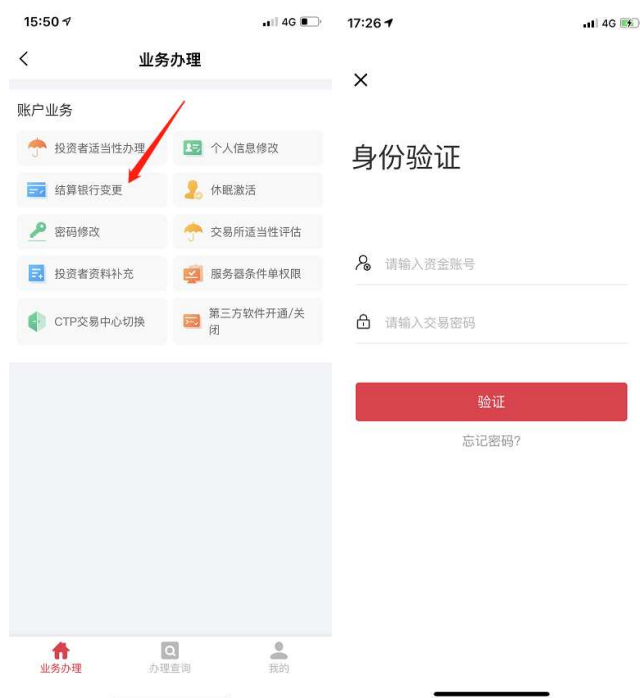 15:50
4G
业务办理
账户业务
投资者适当性办理
个人信息修改
结算银行变更
休眠激活
密码修改
交易所适当性评估
投资者资料补充
服务器条件单权限
CTP交易中心切换
第三方软件开通/关
闭
业务办理
办理查询
我的
17:26
4G
身份验证
请输入资金账号
请输入交易密码
验证
忘记密码?